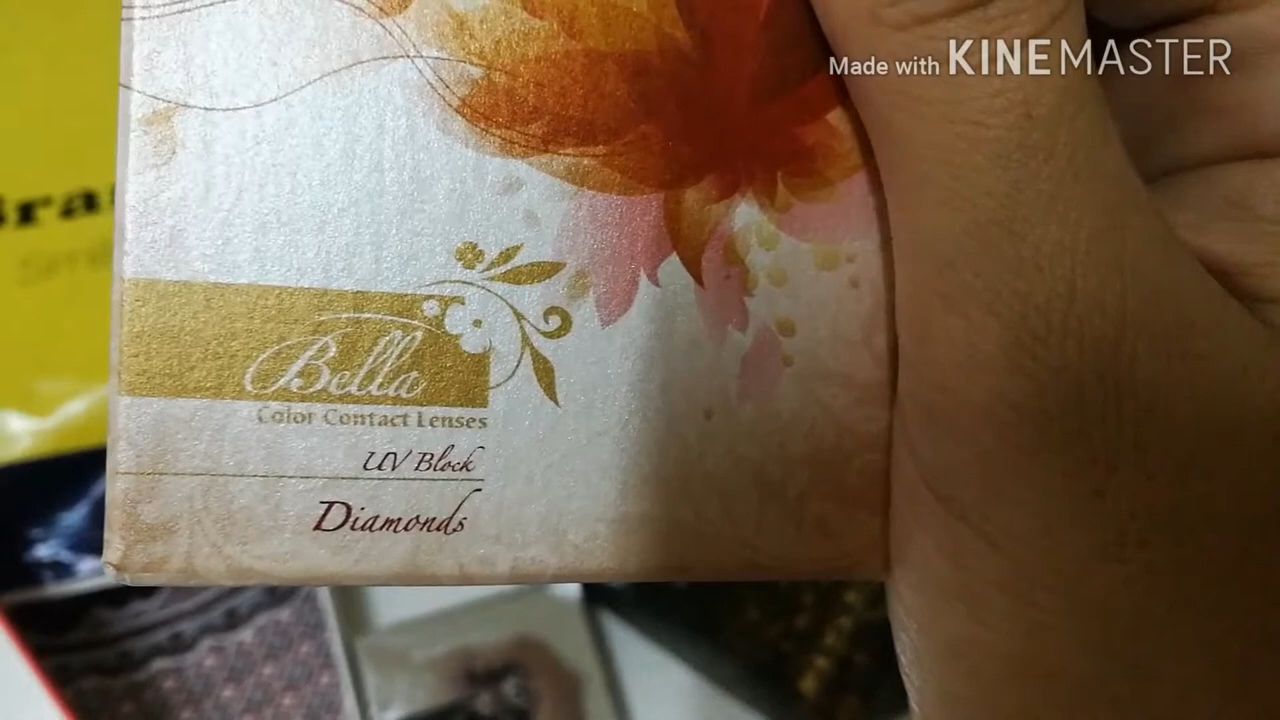 Made with KINEMASTER
Bella
Color Contact Lenses
UV Block
Diamonds